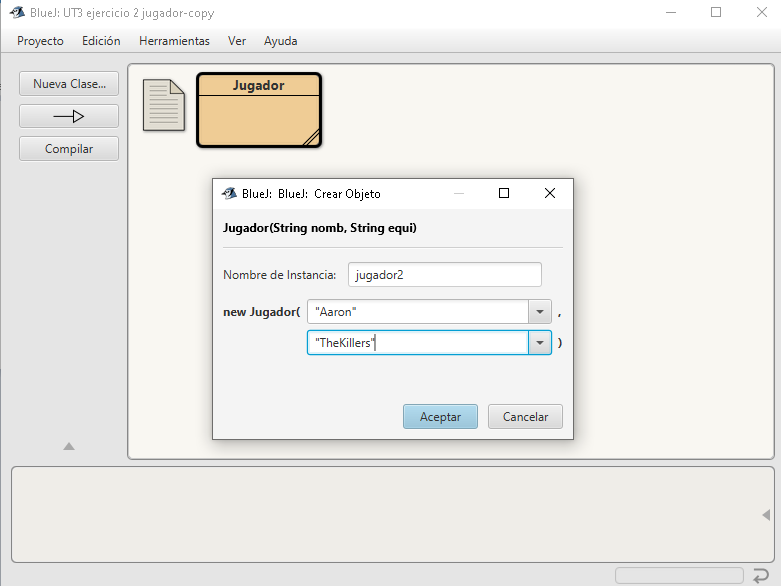 BlueJ: UT3 ejercicio 2 jugador-copy
Proyecto Edición Herramientas Ver Ayuda
Nueva Clase...
Compilar
Jugador
BlueJ: BlueJ: Crear Objeto
Jugador(String nomb, String equi)
Nombre de Instancia: jugador2
new Jugador( "Aaron" ,
"TheKillers" )
Aceptar Cancelar